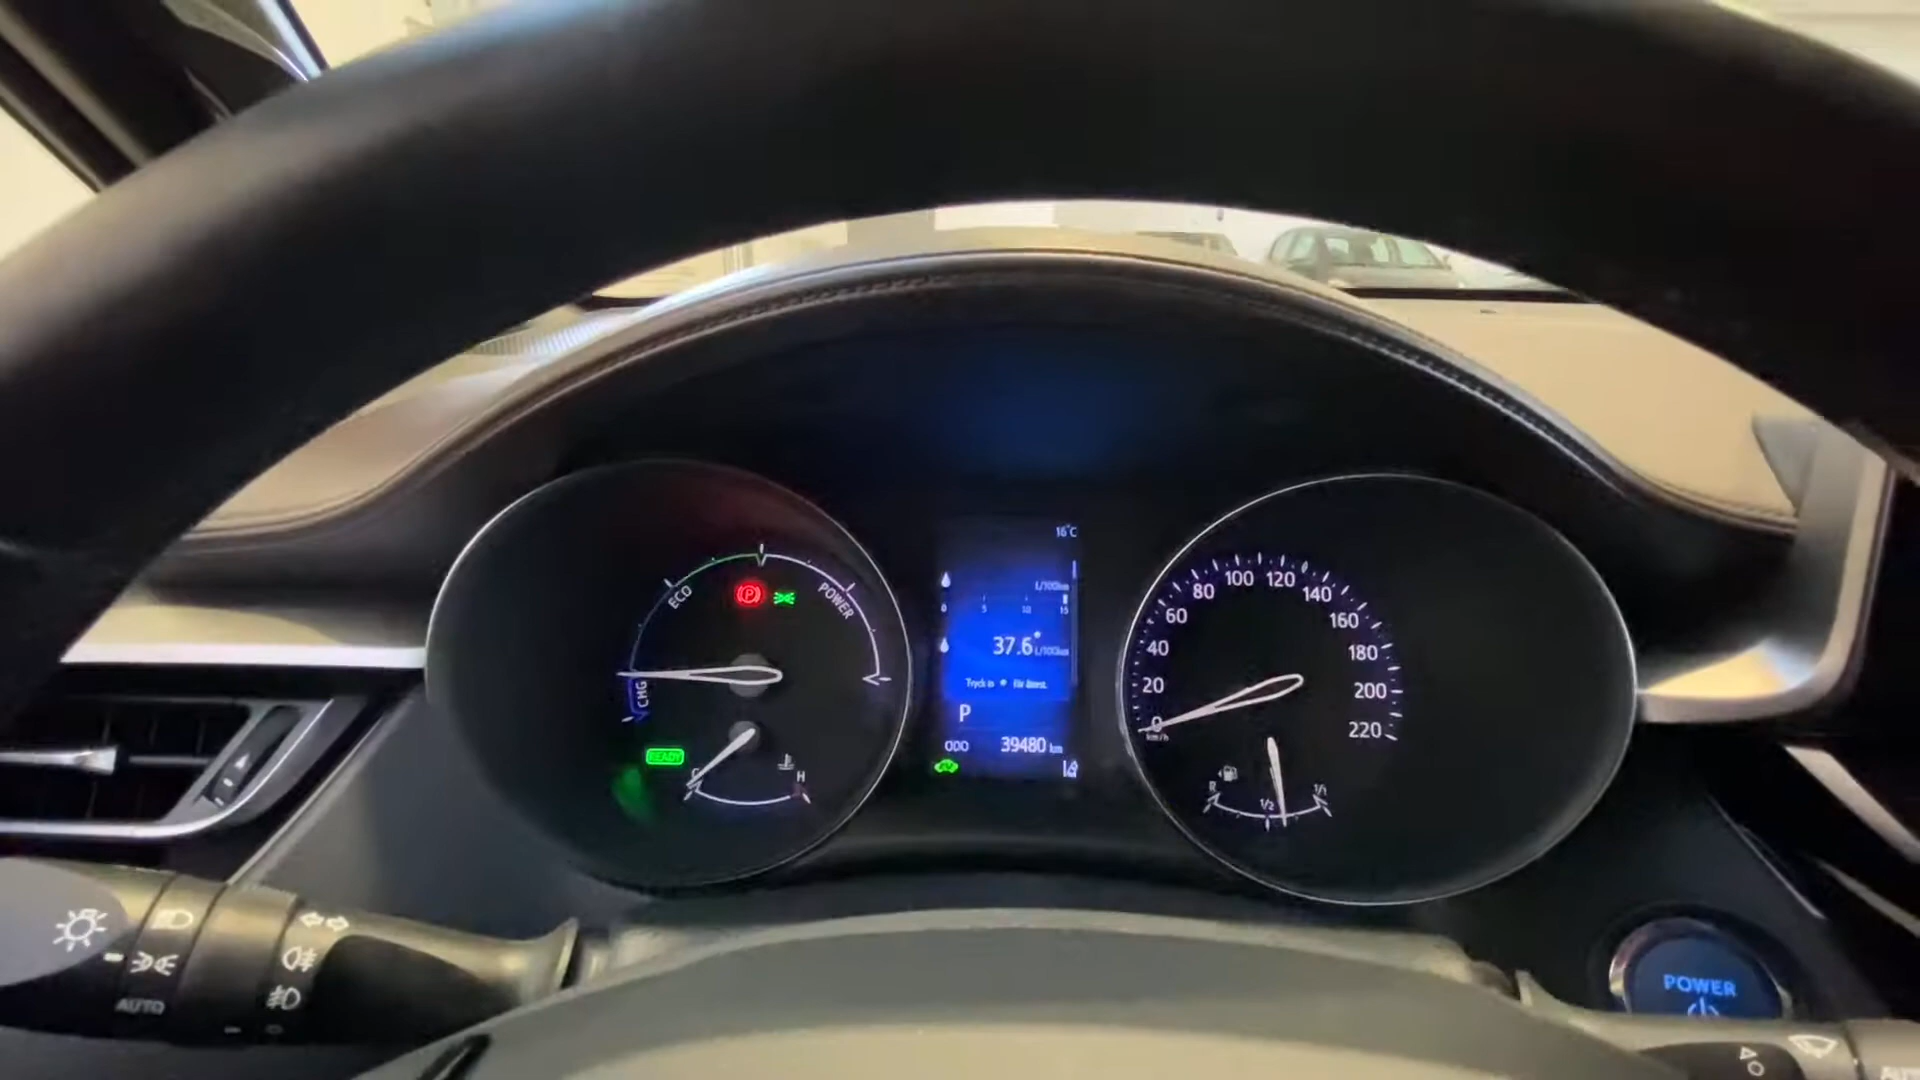 ECO
POWER
CHG
READY
C
H
16°C
L/100km
0 5 10 15
37.6 L/100km
Tryck in för återst.
P
ODO 39480 km
0
20
40
60
80
100
120
140
160
180
200
220
km/h
R
1/2
1/1
EV
AUTO
POWER